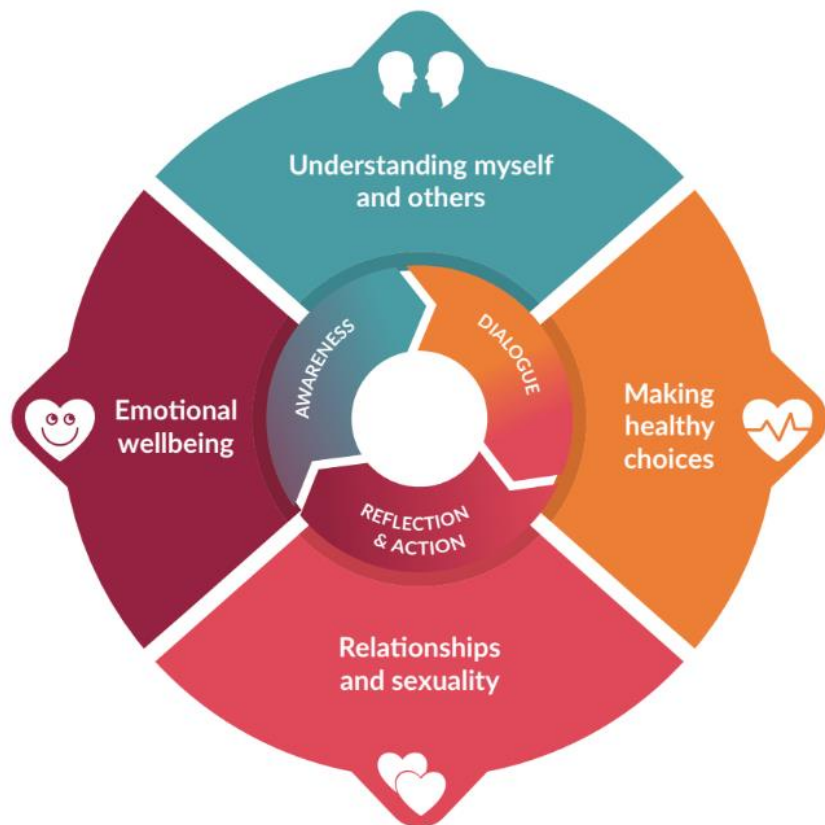 Understanding myself
and others
AWARENESS
DIALOGUE
Emotional
wellbeing
Making
healthy
choices
REFLECTION
& ACTION
Relationships
and sexuality